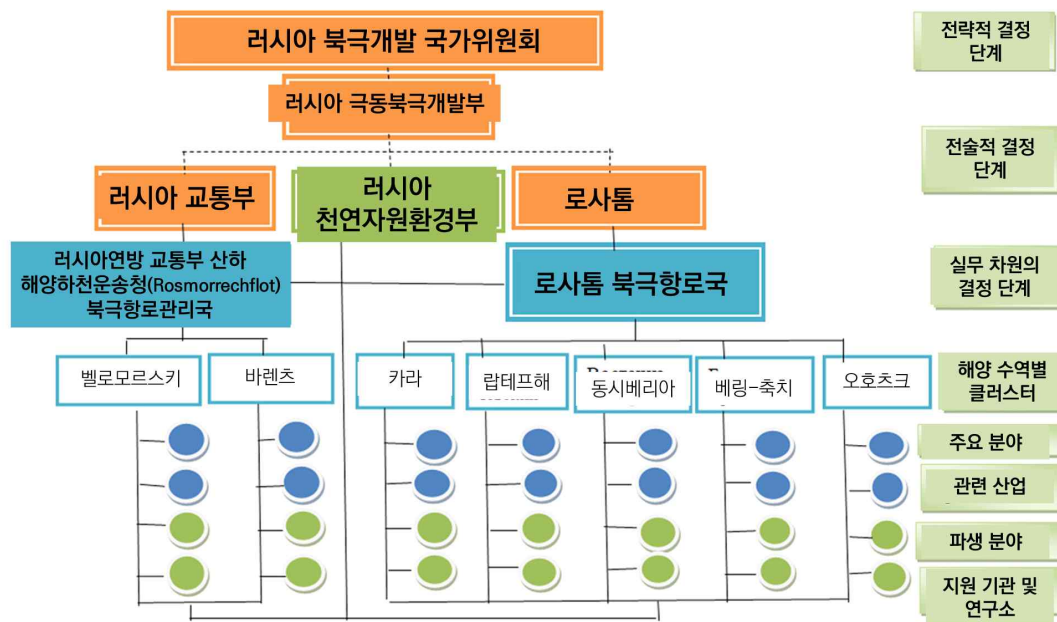 러시아 북극개발 국가위원회
전략적 결정
단계
러시아 극동북극개발부
전술적 결정
단계
러시아 교통부
러시아
천연자원환경부
로사톰
러시아연방 교통부 산하
해양하천운송청(Rosmorrechflot)
북극항로관리국
로사톰 북극항로국
실무 차원의
결정 단계
벨로모르스키
바렌츠
카라
랍테프해
동시베리아
베링-축치
오호츠크
해양 수역별
클러스터
주요 분야
관련 산업
파생 분야
지원 기관 및
연구소